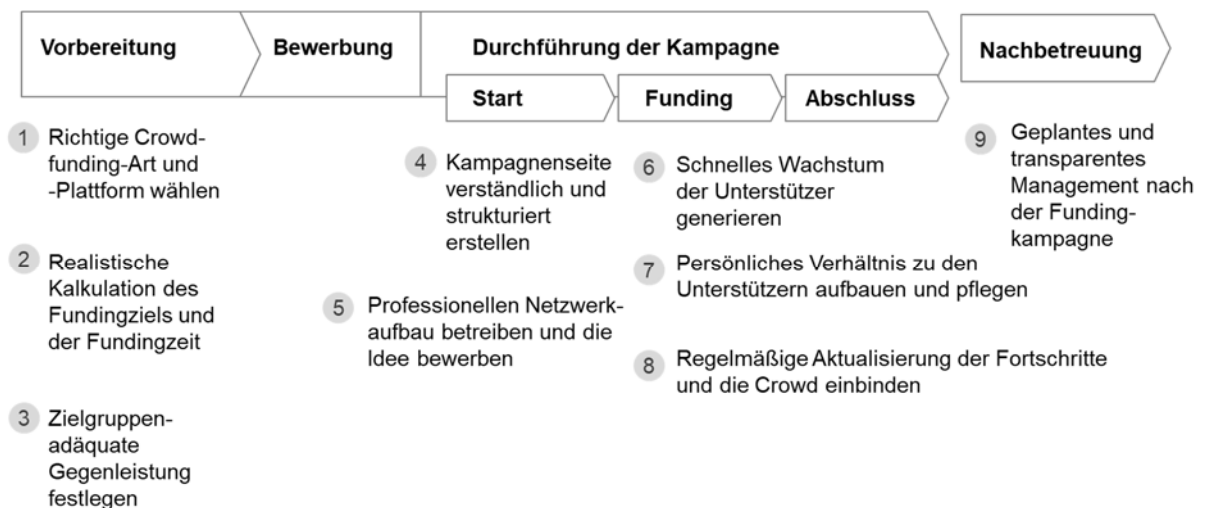 Vorbereitung
Bewerbung
Durchführung der Kampagne
Nachbetreuung
Start
Funding
Abschluss
1 Richtige Crowd-
funding-Art und
-Plattform wählen
2 Realistische
Kalkulation des
Fundingziels und
der Fundingzeit
3 Zielgruppen-
adäquate
Gegenleistung
festlegen
4 Kampagnenseite
verständlich und
strukturiert
erstellen
5 Professionellen Netzwerk-
aufbau betreiben und die
Idee bewerben
6 Schnelles Wachstum
der Unterstützer
generieren
7 Persönliches Verhältnis zu den
Unterstützern aufbauen und pflegen
8 Regelmäßige Aktualisierung der Fortschritte
und die Crowd einbinden
9 Geplantes und
transparentes
Management nach
der Funding-
kampagne